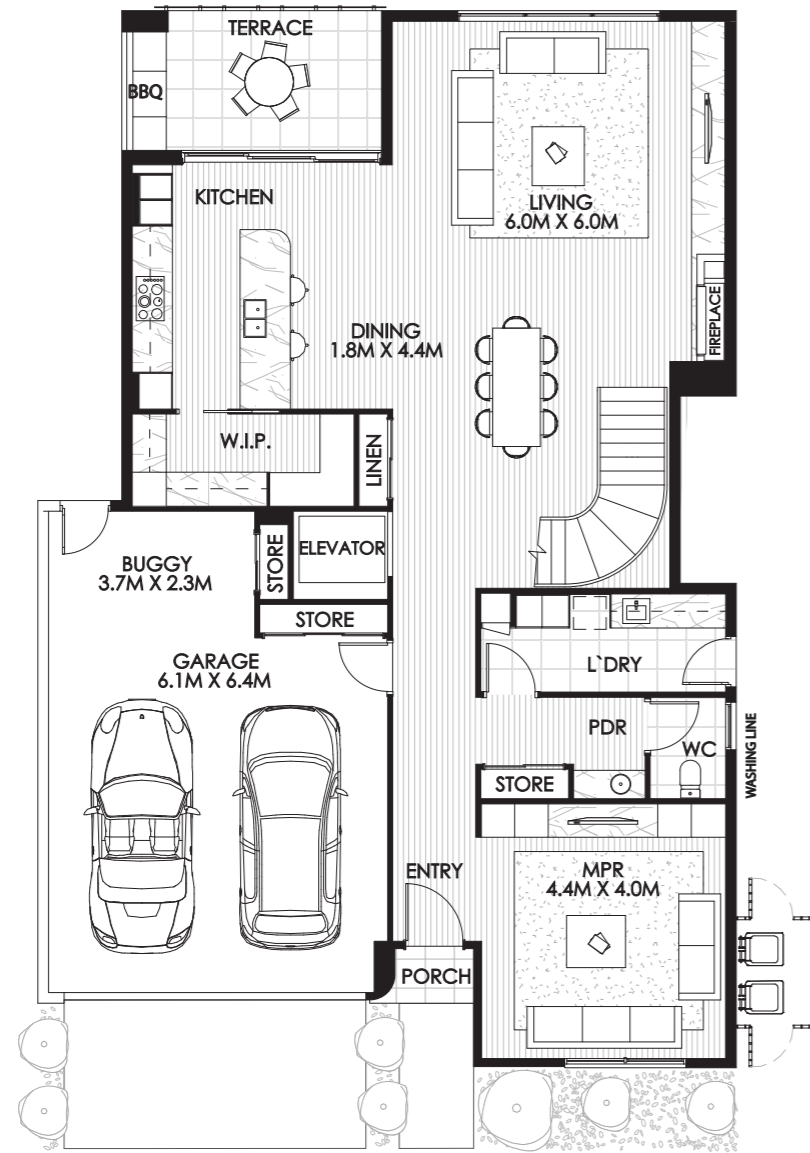 TERRACE
BBQ
KITCHEN
LIVING
6.0M X 6.0M
FIREPLACE
DINING
1.8M X 4.4M
W.I.P.
LINEN
BUGGY
3.7M X 2.3M
STORE
ELEVATOR
STORE
GARAGE
6.1M X 6.4M
L`DRY
PDR
WC
WASHING LINE
STORE
ENTRY
MPR
4.4M X 4.0M
PORCH